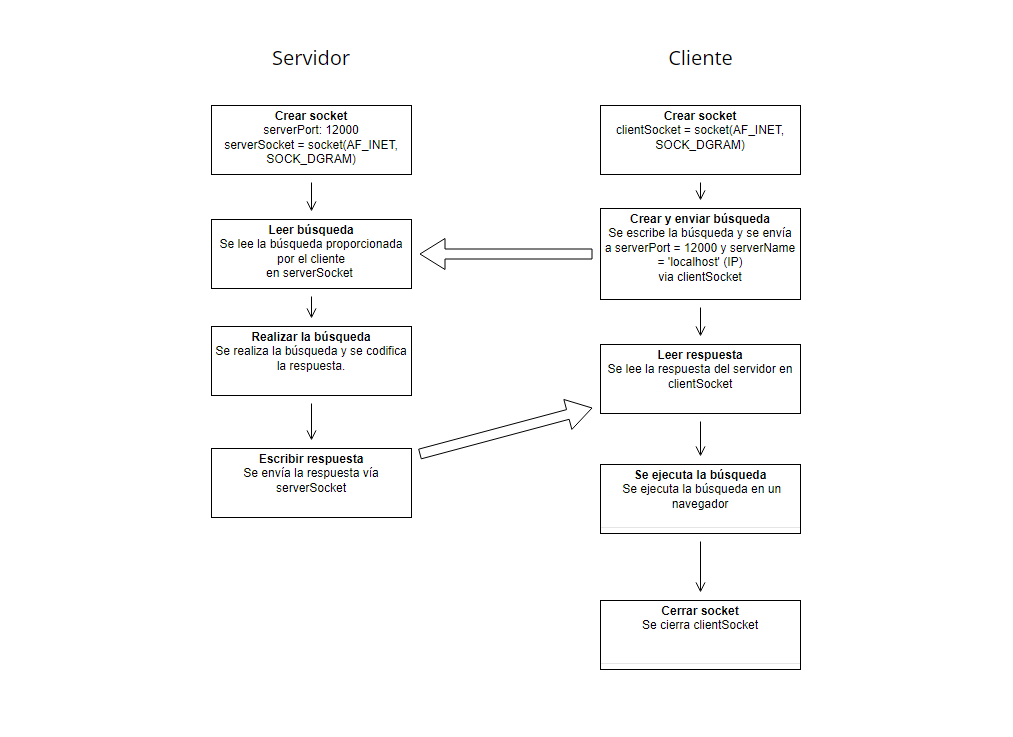 Servidor
Crear socket
serverPort: 12000
serverSocket = socket(AF_INET,
SOCK_DGRAM)
Leer búsqueda
Se lee la búsqueda proporcionada
por el cliente
en serverSocket
Realizar la búsqueda
Se realiza la búsqueda y se codifica
la respuesta.
Escribir respuesta
Se envía la respuesta vía
serverSocket
Cliente
Crear socket
clientSocket = socket(AF_INET,
SOCK_DGRAM)
Crear y enviar búsqueda
Se escribe la búsqueda y se envía
a serverPort = 12000 y serverName
= 'localhost' (IP)
via clientSocket
Leer respuesta
Se lee la respuesta del servidor en
clientSocket
Se ejecuta la búsqueda
Se ejecuta la búsqueda en un
navegador
Cerrar socket
Se cierra clientSocket